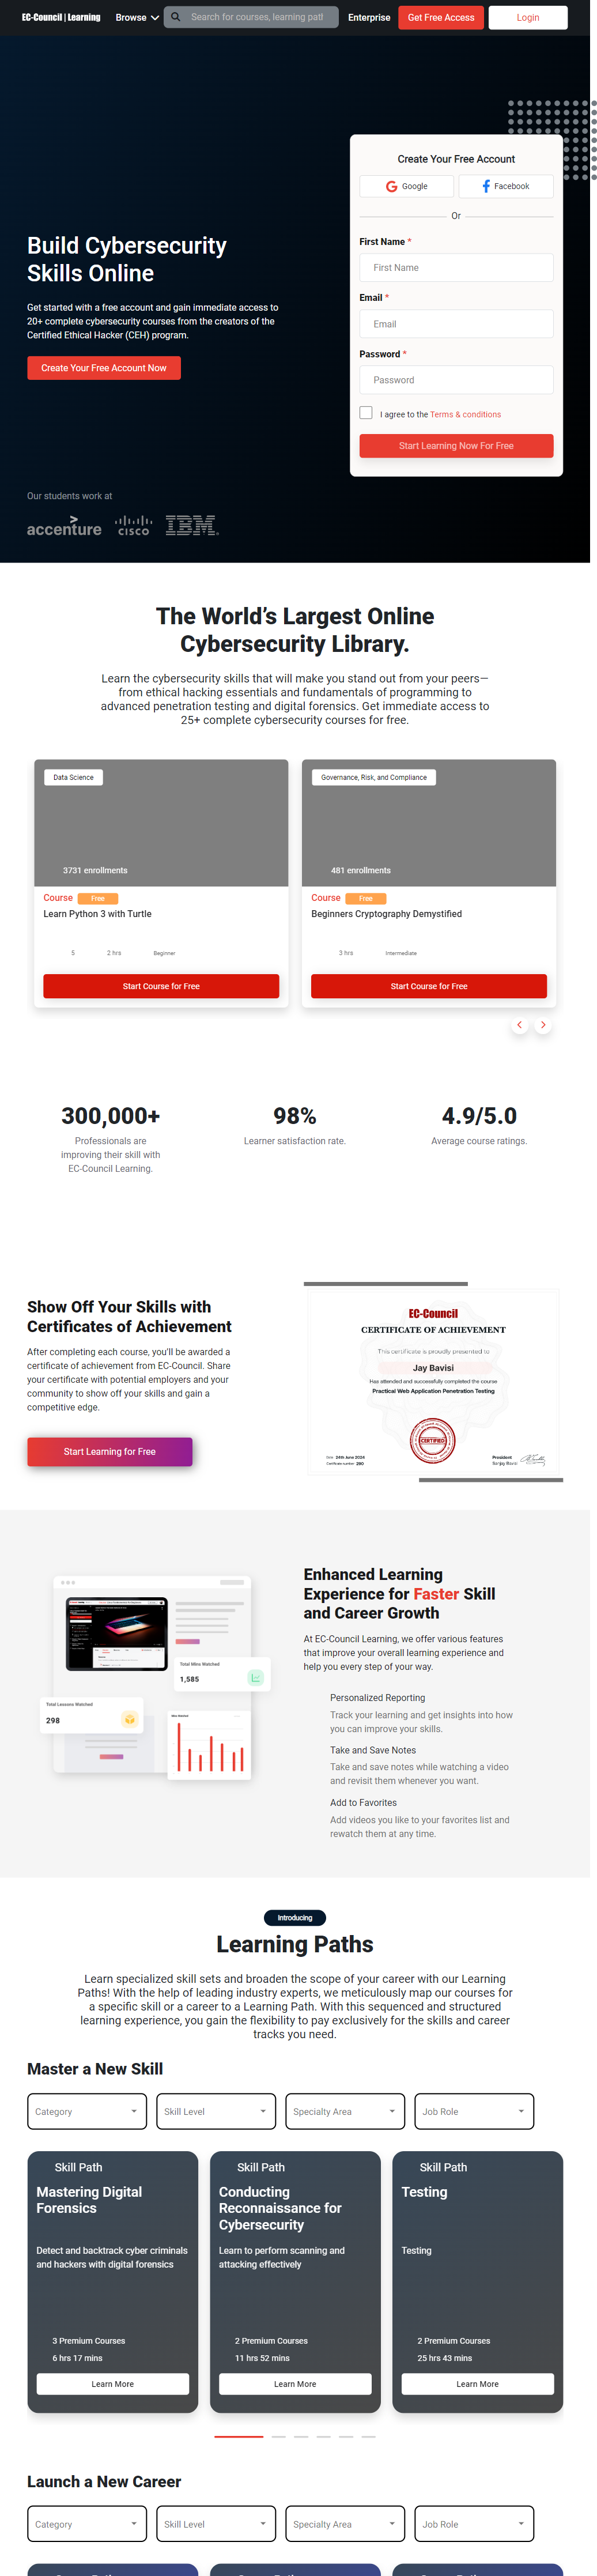 EC-Council | Learning
Browse
Search for courses, learning patl
Enterprise
Get Free Access
Login
Build Cybersecurity
Skills Online
Get started with a free account and gain immediate access to
20+ complete cybersecurity courses from the creators of the
Certified Ethical Hacker (CEH) program.
Create Your Free Account Now
Our students work at
accenture
CISCO
IBM
Create Your Free Account
Google
Facebook
Or
First Name *
First Name
Email *
Email
Password *
Password
I agree to the Terms & conditions
Start Learning Now For Free
The World's Largest Online
Cybersecurity Library.
Learn the cybersecurity skills that will make you stand out from your peers—
from ethical hacking essentials and fundamentals of programming to
advanced penetration testing and digital forensics. Get immediate access to
25+ complete cybersecurity courses for free.
Data Science
3731 enrollments
Course Free
Learn Python 3 with Turtle
5 2 hrs Beginner
Start Course for Free
Governance, Risk, and Compliance
481 enrollments
Course Free
Beginners Cryptography Demystified
3 hrs Intermediate
Start Course for Free
300,000+
Professionals are
improving their skill with
EC-Council Learning.
98%
Learner satisfaction rate.
4.9/5.0
Average course ratings.
Show Off Your Skills with
Certificates of Achievement
After completing each course, you'll be awarded a
certificate of achievement from EC-Council. Share
your certificate with potential employers and your
community to show off your skills and gain a
competitive edge.
Start Learning for Free
EC-Council
CERTIFICATE OF ACHIEVEMENT
This certificate is proudly presented to
Jay Bavisi
Has attended and successfully completed the course
Practical Web Application Penetration Testing
CERTIFIED
Date 24th June 2024
Certificate number 280
President
Sanjay Bavisi
Total Mins Watched
1,585
Total Lessons Watched
298
Enhanced Learning
Experience for Faster Skill
and Career Growth
At EC-Council Learning, we offer various features
that improve your overall learning experience and
help you every step of your way.
Personalized Reporting
Track your learning and get insights into how
you can improve your skills.
Take and Save Notes
Take and save notes while watching a video
and revisit them whenever you want.
Add to Favorites
Add videos you like to your favorites list and
rewatch them at any time.
Introducing
Learning Paths
Learn specialized skill sets and broaden the scope of your career with our Learning
Paths! With the help of leading industry experts, we meticulously map our courses for
a specific skill or a career to a Learning Path. With this sequenced and structured
learning experience, you gain the flexibility to pay exclusively for the skills and career
tracks you need.
Master a New Skill
Category
Skill Level
Specialty Area
Job Role
Skill Path
Mastering Digital
Forensics
Detect and backtrack cyber criminals
and hackers with digital forensics
3 Premium Courses
6 hrs 17 mins
Learn More
Skill Path
Conducting
Reconnaissance for
Cybersecurity
Learn to perform scanning and
attacking effectively
2 Premium Courses
11 hrs 52 mins
Learn More
Skill Path
Testing
Testing
2 Premium Courses
25 hrs 43 mins
Learn More
Launch a New Career
Category
Skill Level
Specialty Area
Job Role